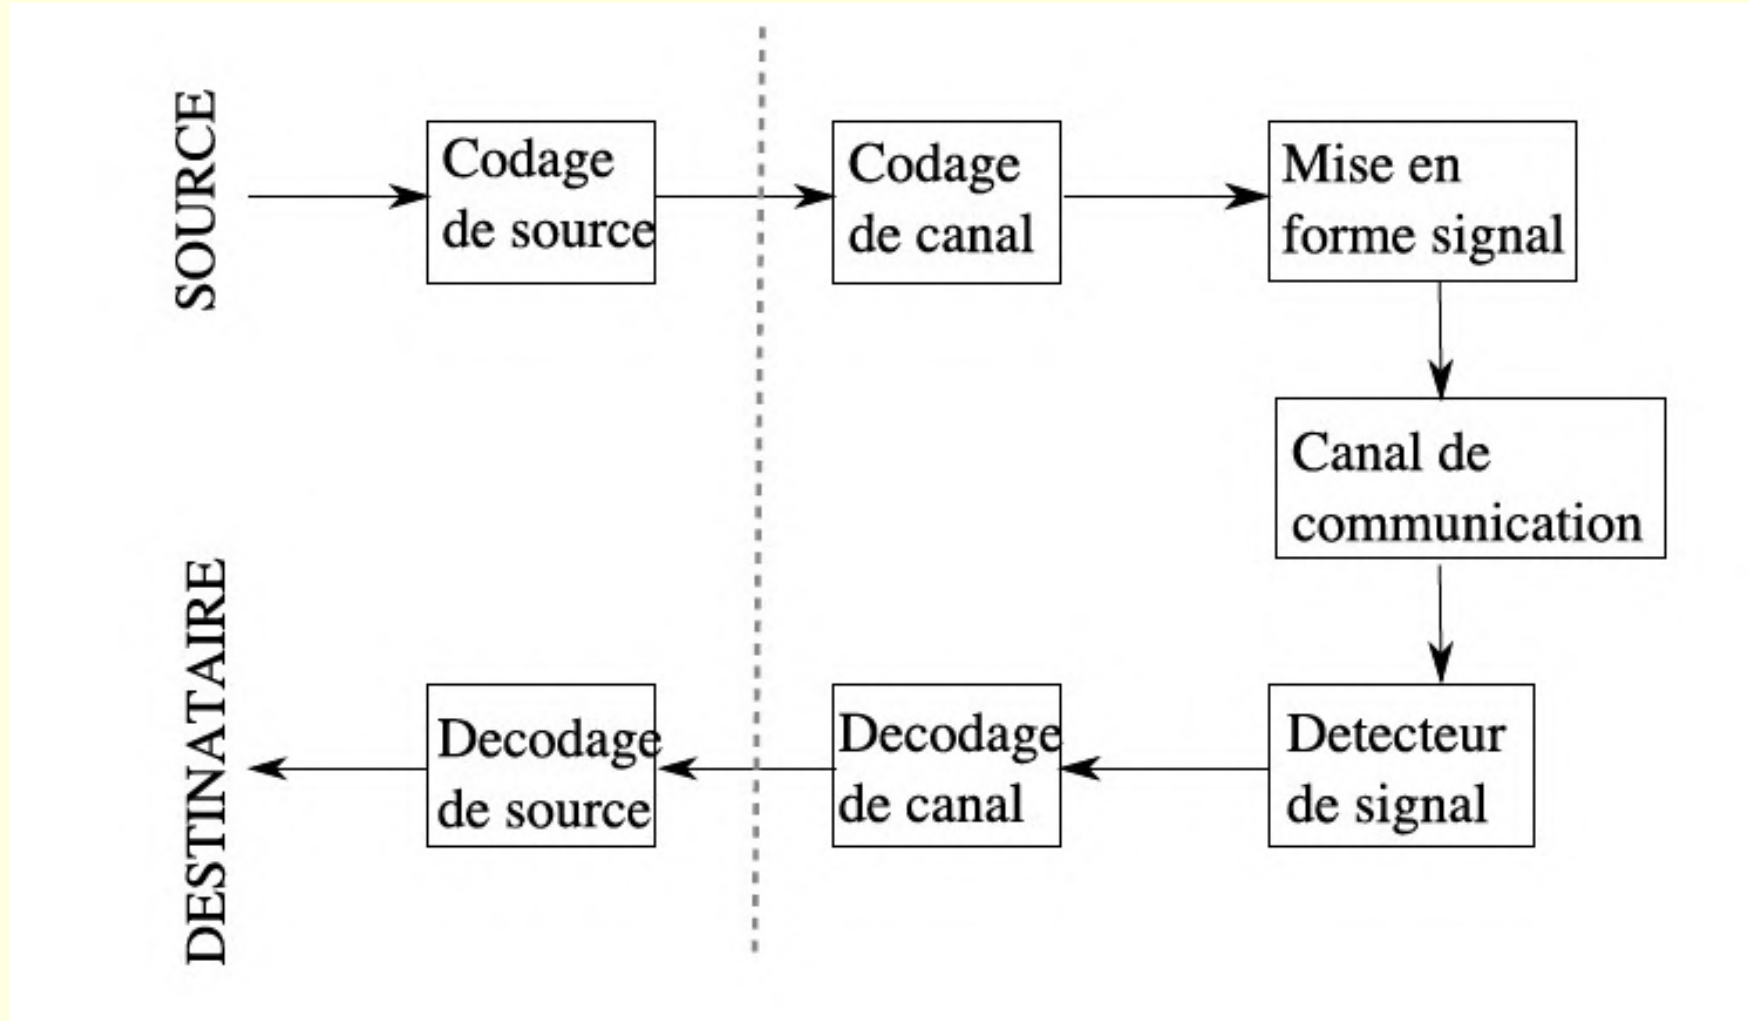 SOURCE
Codage
de source
Codage
de canal
Mise en
forme signal
Canal de
communication
DESTINATAIRE
Decodage
de source
Decodage
de canal
Detecteur
de signal